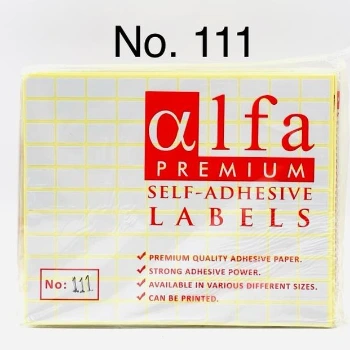 No. 111
αlfa
PREMIUM
SELF-ADHESIVE
LABELS
✓ PREMIUM QUALITY ADHESIVE PAPER.
✓ STRONG ADHESIVE POWER.
✓ AVAILABLE IN VARIOUS DIFFERENT SIZES.
✓ CAN BE PRINTED.
No: 111